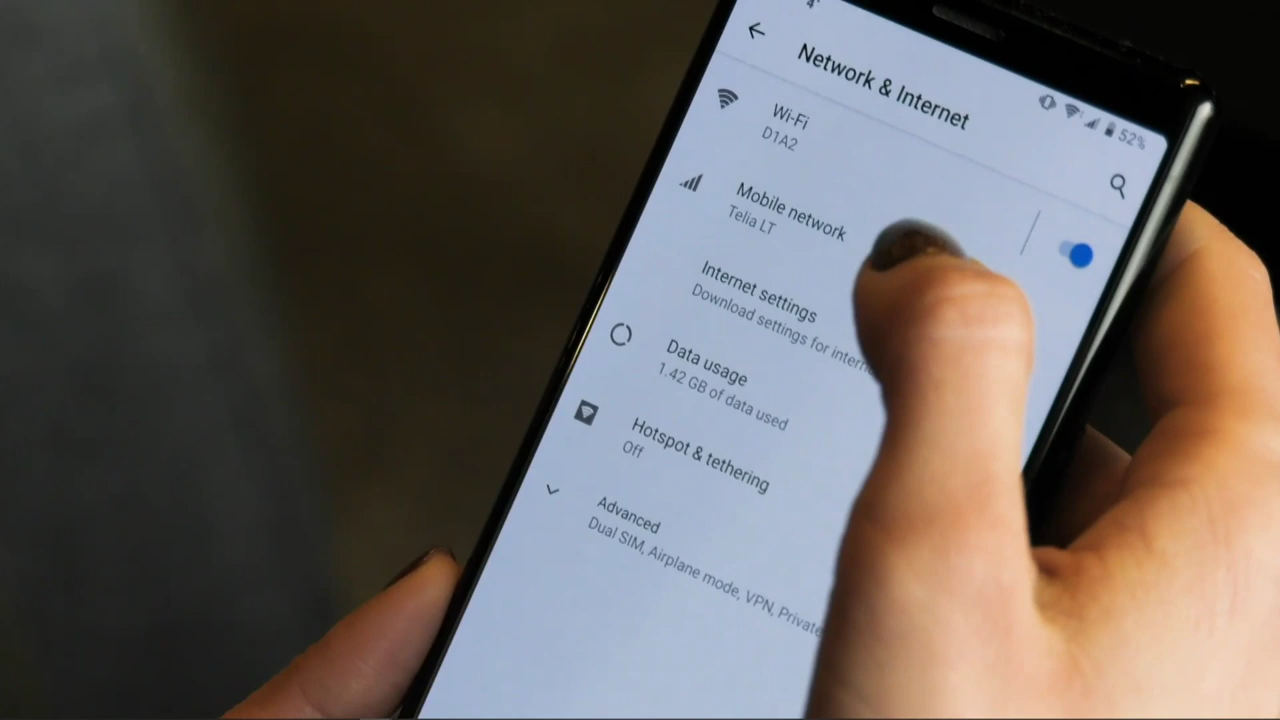 Network & Internet
52%
Wi-Fi
D1A2
Mobile network
Telia LT
Internet settings
Download settings for intern
Data usage
1.42 GB of data used
Hotspot & tethering
Off
Advanced
Dual SIM, Airplane mode, VPN, Private